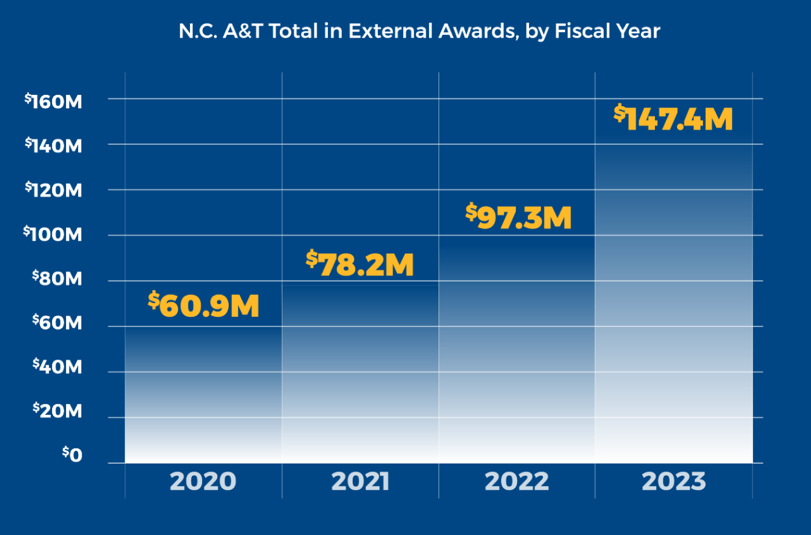 N.C. A&T Total in External Awards, by Fiscal Year
$160M
$140M
$120M
$100M
$80M
$60M
$40M
$20M
$0
$60.9M
$78.2M
$97.3M
$147.4M
2020
2021
2022
2023